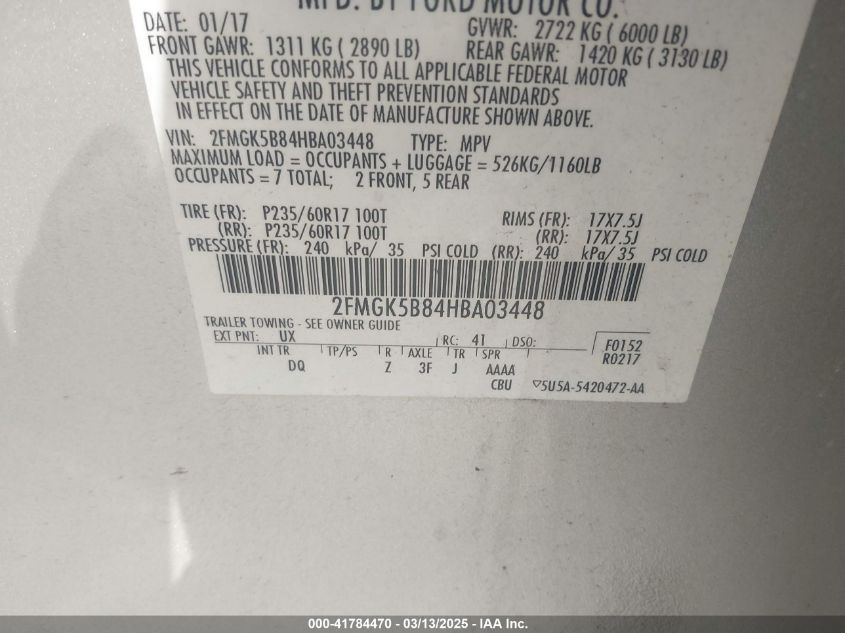 MFD. BY FORD MOTOR CO.
DATE: 01/17 GVWR: 2722 KG ( 6000 LB)
FRONT GAWR: 1311 KG ( 2890 LB) REAR GAWR: 1420 KG ( 3130 LB)
THIS VEHICLE CONFORMS TO ALL APPLICABLE FEDERAL MOTOR
VEHICLE SAFETY AND THEFT PREVENTION STANDARDS
IN EFFECT ON THE DATE OF MANUFACTURE SHOWN ABOVE.
VIN: 2FMGK5B84HBA03448 TYPE: MPV
MAXIMUM LOAD = OCCUPANTS + LUGGAGE = 526KG/1160LB
OCCUPANTS = 7 TOTAL; 2 FRONT, 5 REAR
TIRE (FR): P235/60R17 100T RIMS (FR): 17X7.5J
(RR): P235/60R17 100T (RR): 17X7.5J
PRESSURE (FR): 240 kPa/ 35 PSI COLD (RR): 240 kPa/ 35 PSI COLD
2FMGK5B84HBA03448
TRAILER TOWING - SEE OWNER GUIDE
EXT PNT: UX RC: 41 DSO: F0152
INT TR TP/PS R AXLE TR SPR R0217
DQ Z 3F J AAAA
CBU 5U5A-5420472-AA
000-41784470 - 03/13/2025 - IAA Inc.